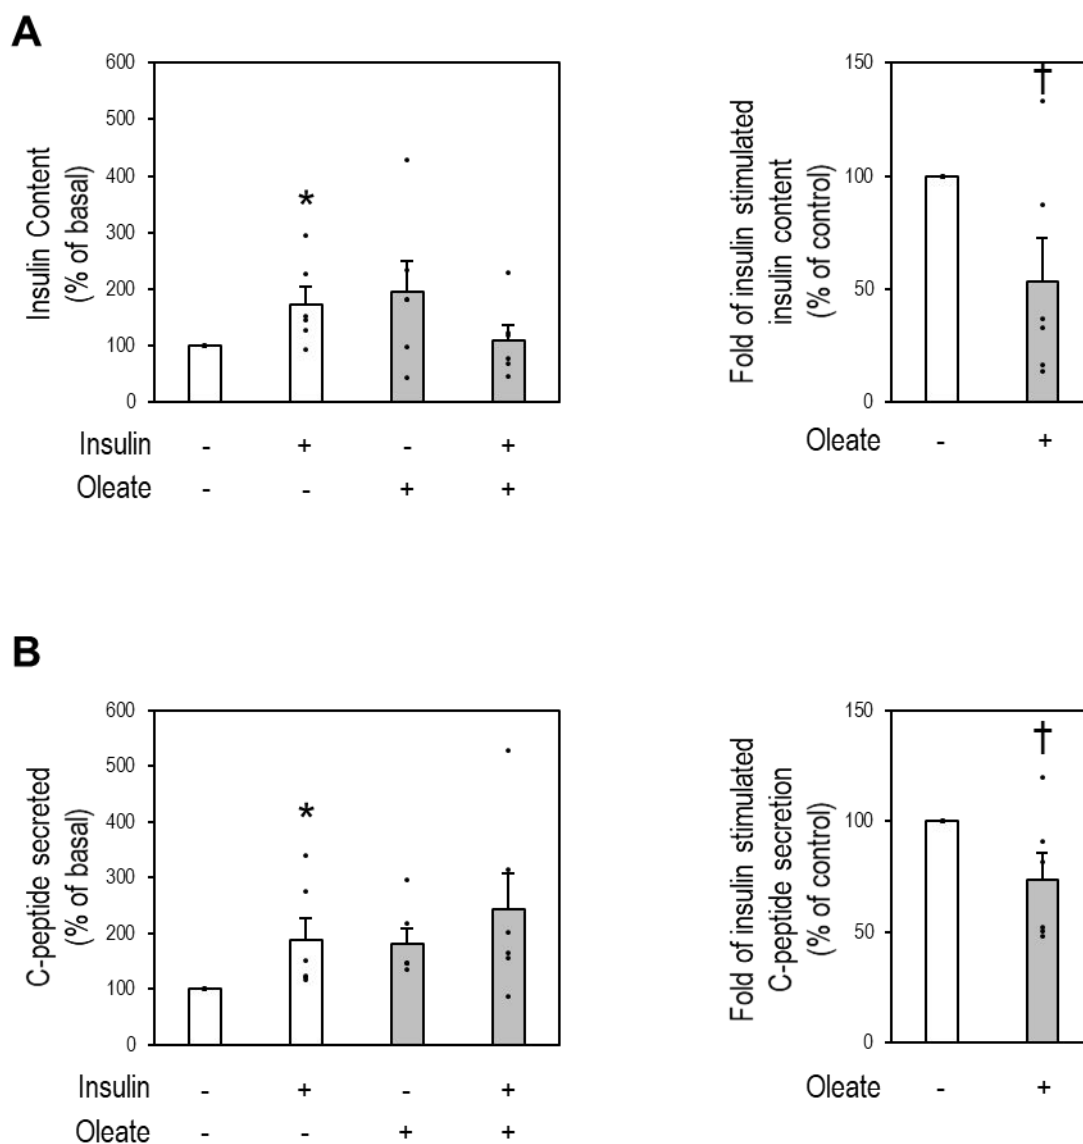 A
600
500
400
300
200
100
0
Insulin Content
(% of basal)
*
Insulin - + - +
Oleate - - + +
150
100
50
0
Fold of insulin stimulated
insulin content
(% of control)
†
Oleate - +
B
600
500
400
300
200
100
0
C-peptide secreted
(% of basal)
*
Insulin - + - +
Oleate - - + +
150
100
50
0
Fold of insulin stimulated
C-peptide secretion
(% of control)
†
Oleate - +